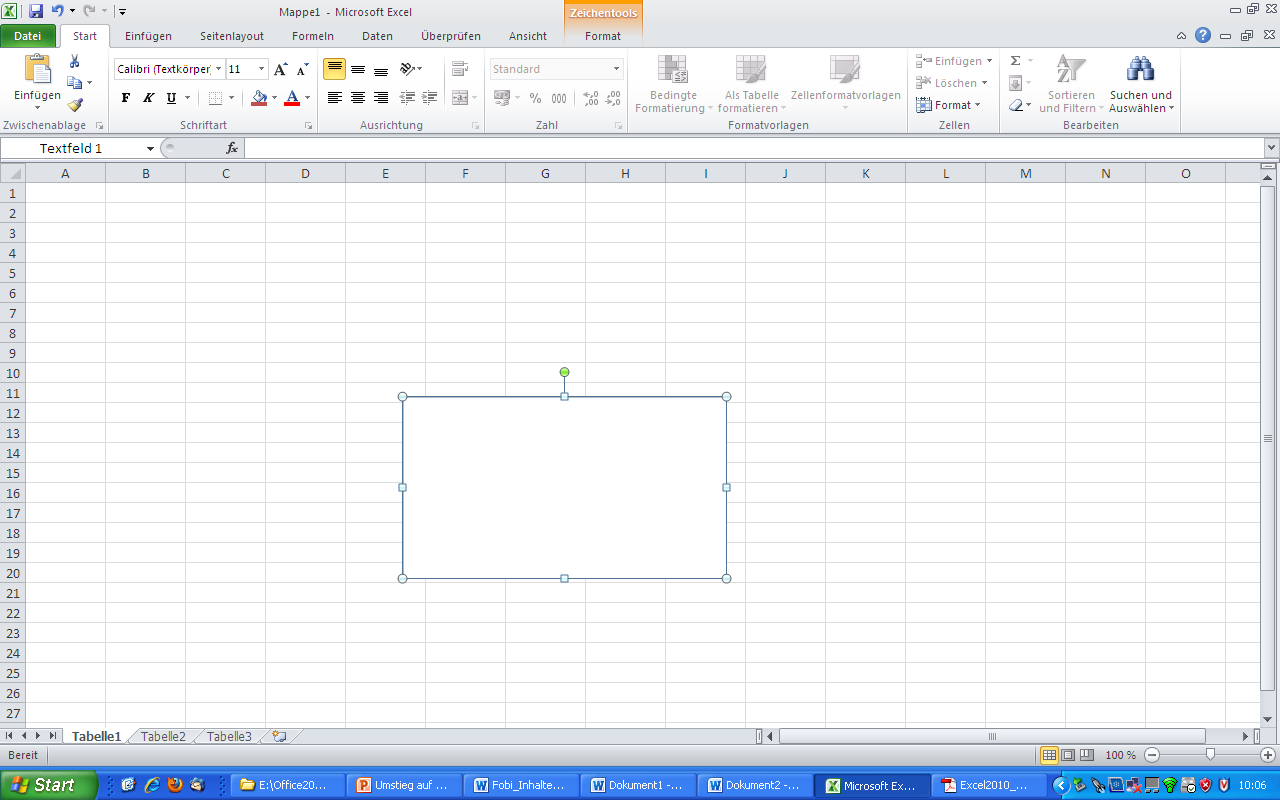 Mappe1 - Microsoft Excel
Zeichentools
Datei Start Einfügen Seitenlayout Formeln Daten Überprüfen Ansicht Format
Calibri (Textkörper 11 A A Standard
Einfügen
F K U
% 000
Bedingte Formatierung
Als Tabelle formatieren
Zellenformatvorlagen
Einfügen
Löschen
Format
Σ
Sortieren und Filtern
Suchen und Auswählen
Zwischenablage Schriftart Ausrichtung Zahl Formatvorlagen Zellen Bearbeiten
Textfeld 1 fx
A B C D E F G H I J K L M N O
1
2
3
4
5
6
7
8
9
10
11
12
13
14
15
16
17
18
19
20
21
22
23
24
25
26
27
Tabelle1 Tabelle2 Tabelle3
Bereit 100 %
Start E:\Office20... Umstieg auf ... Fobi_Inhalte... Dokument1 -... Dokument2 -... Microsoft Ex... Excel2010_... 10:06